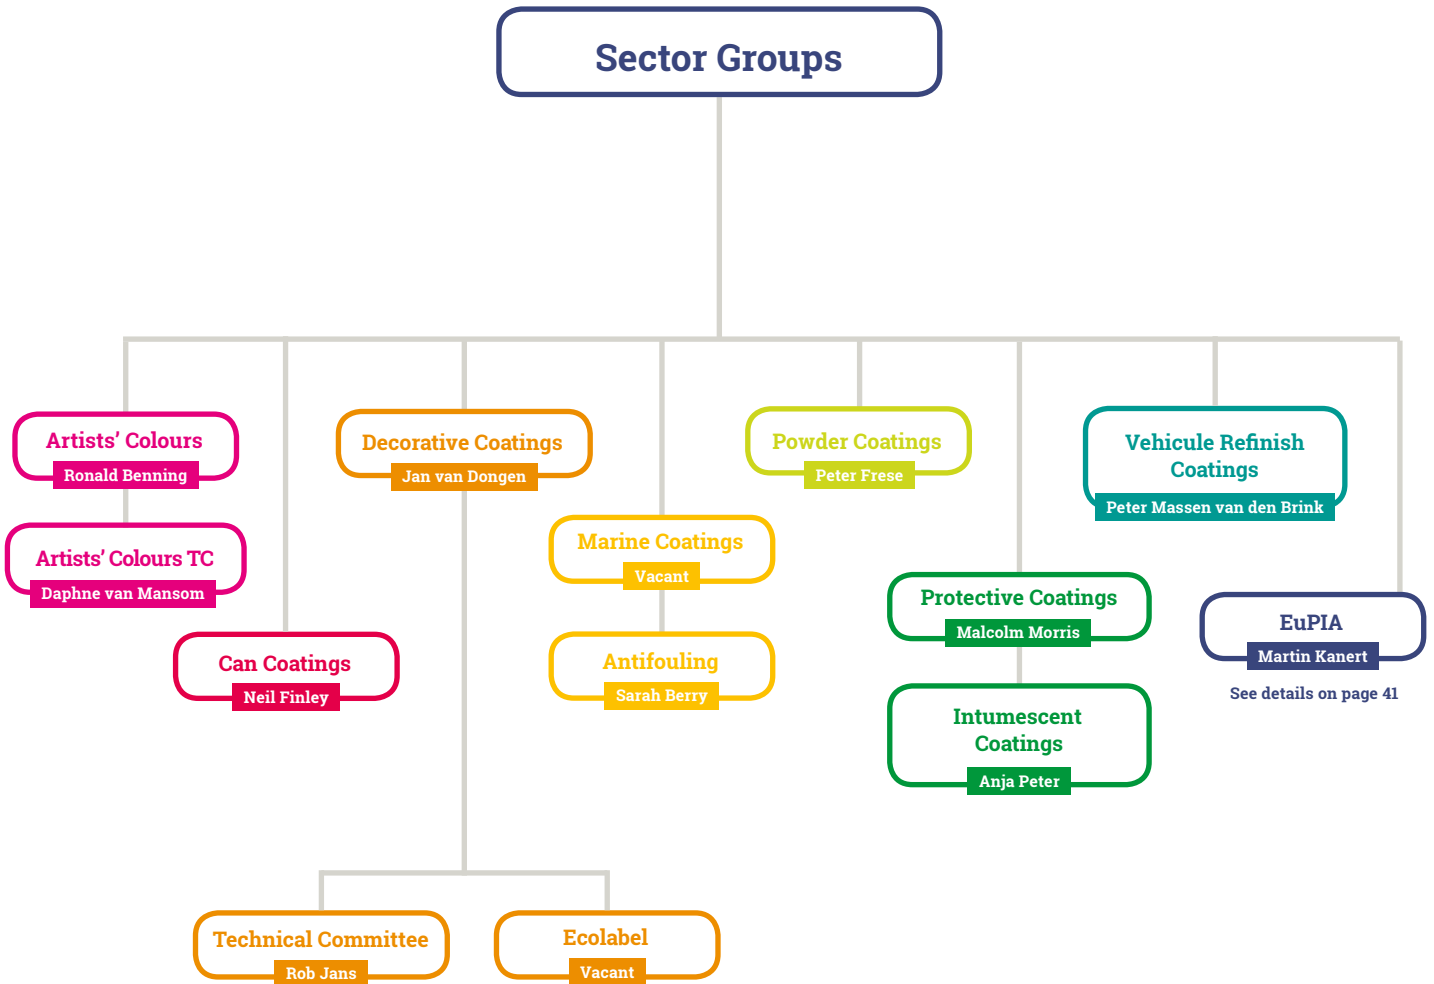 Sector Groups
Artists’ Colours
Ronald Benning
Artists’ Colours TC
Daphne van Mansom
Can Coatings
Neil Finley
Decorative Coatings
Jan van Dongen
Technical Committee
Rob Jans
Ecolabel
Vacant
Marine Coatings
Vacant
Antifouling
Sarah Berry
Powder Coatings
Peter Frese
Protective Coatings
Malcolm Morris
Intumescent
Coatings
Anja Peter
Vehicule Refinish
Coatings
Peter Massen van den Brink
EuPIA
Martin Kanert
See details on page 41